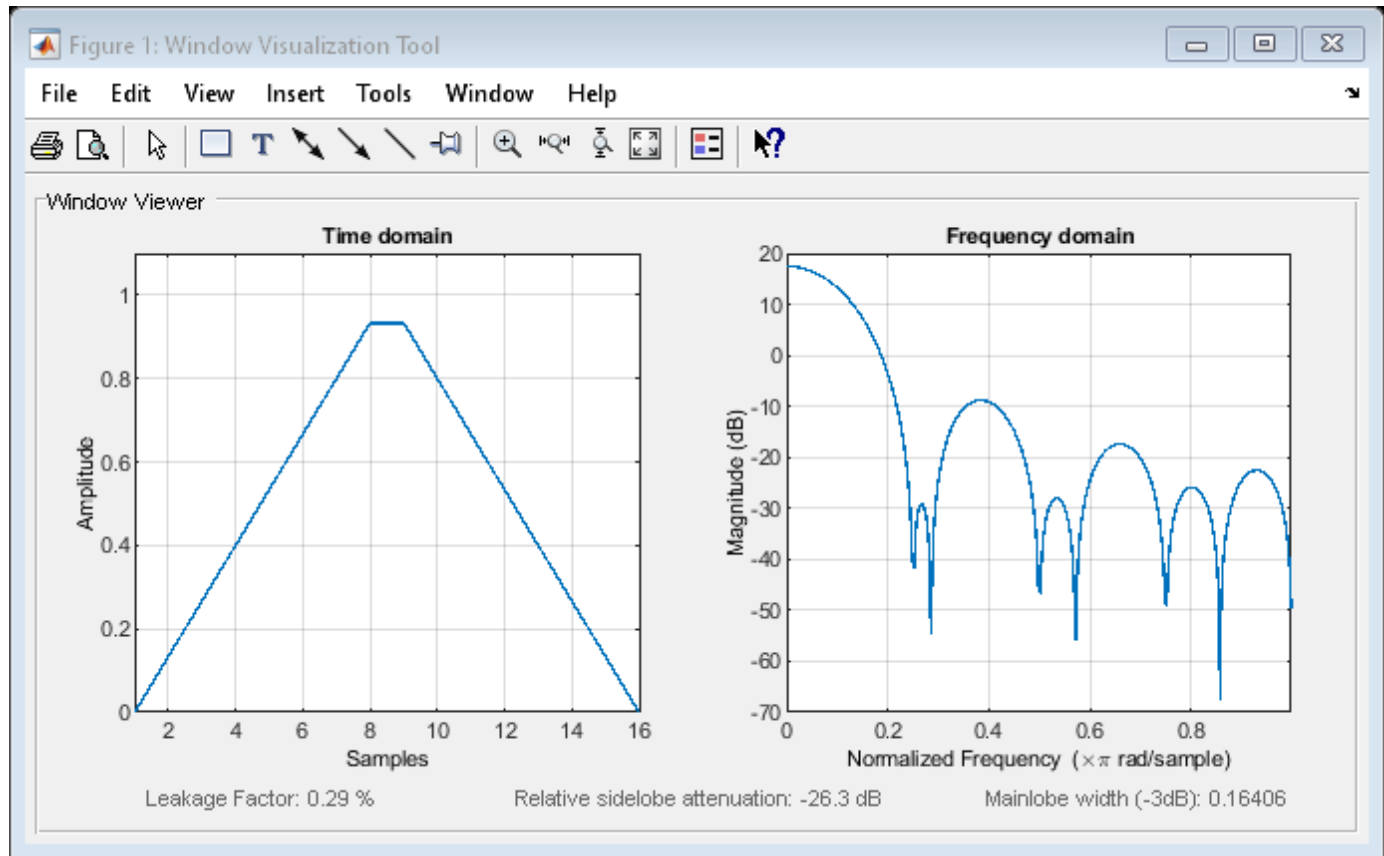 Figure 1: Window Visualization Tool
File Edit View Insert Tools Window Help
T
Window Viewer
Time domain
1
0.8
0.6
0.4
0.2
0
Amplitude
2 4 6 8 10 12 14 16
Samples
Frequency domain
20
10
0
-10
-20
-30
-40
-50
-60
-70
Magnitude (dB)
0 0.2 0.4 0.6 0.8
Normalized Frequency (×π rad/sample)
Leakage Factor: 0.29 % Relative sidelobe attenuation: -26.3 dB Mainlobe width (-3dB): 0.16406